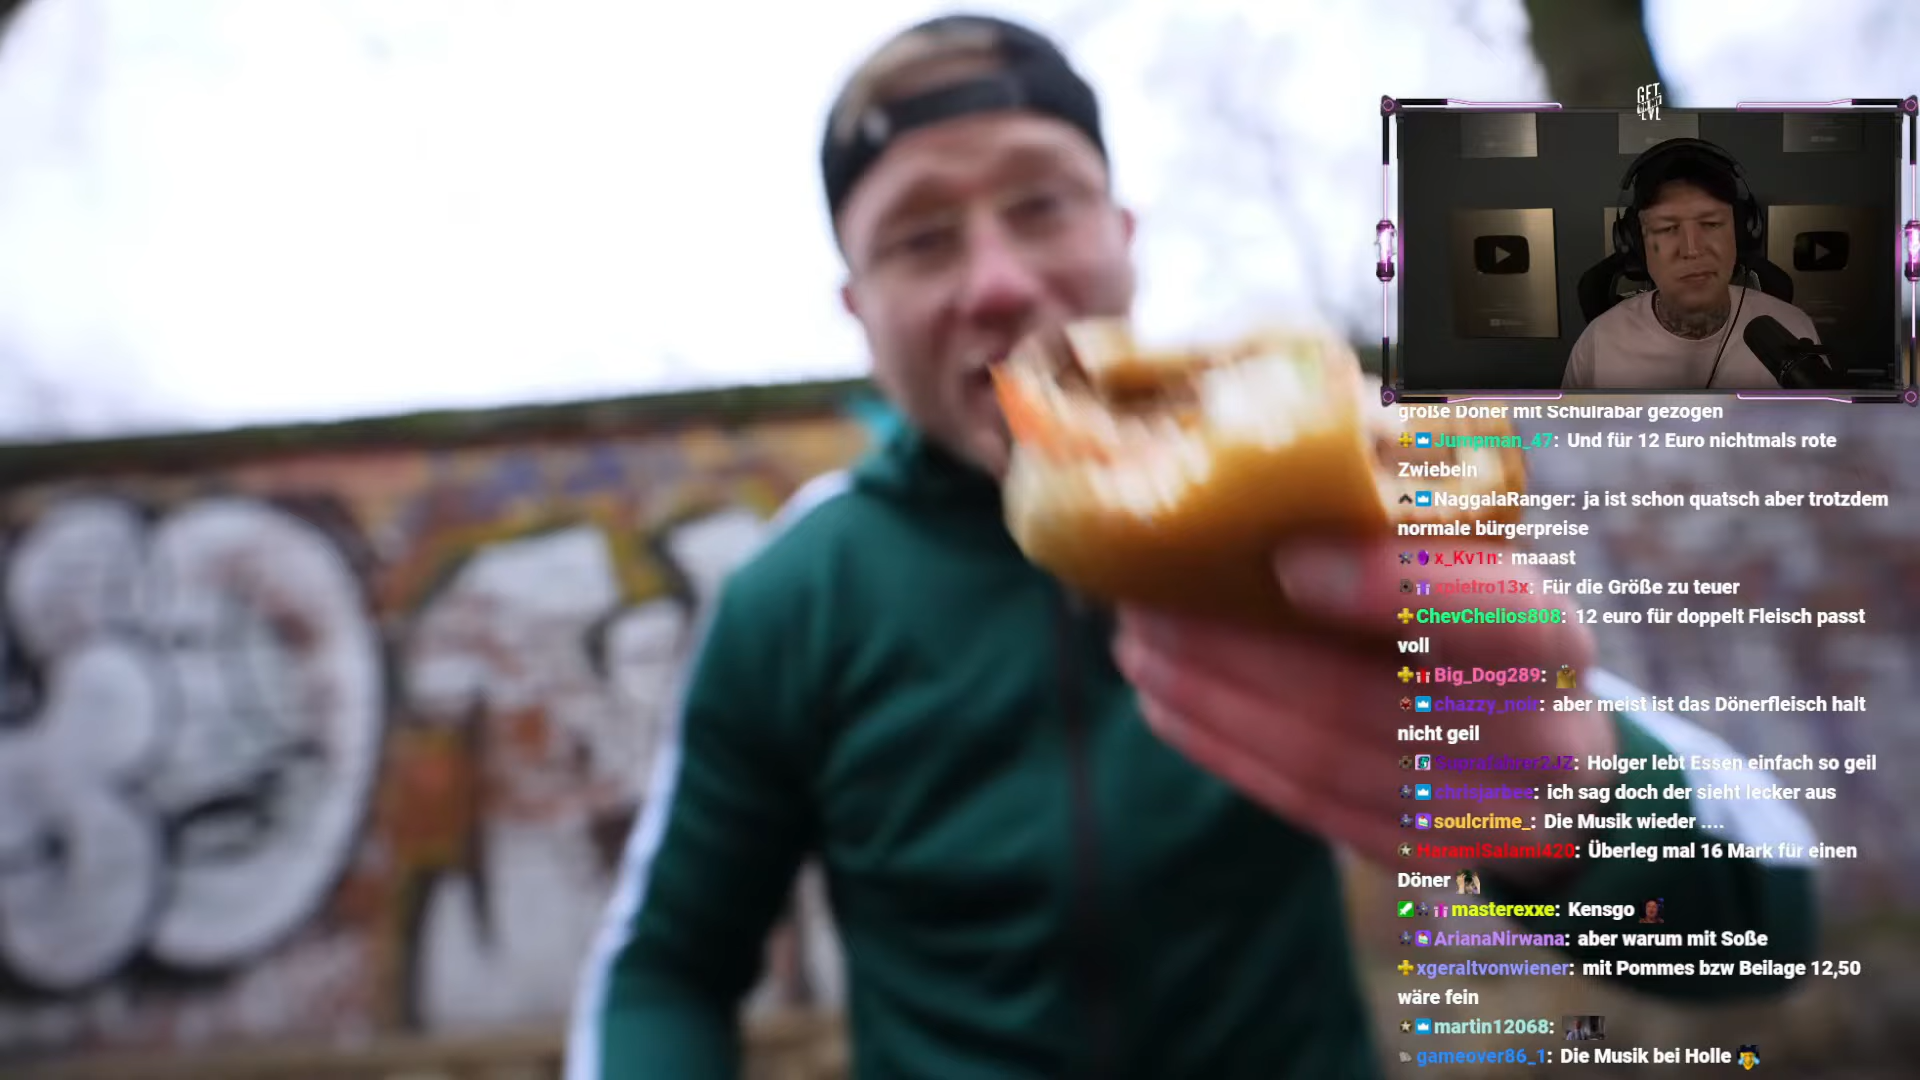 GET
LVL
große Döner mit Schulrabar gezogen
Jumpman_47: Und für 12 Euro nichtmals rote
Zwiebeln
NaggalaRanger: ja ist schon quatsch aber trotzdem
normale bürgerpreise
x_Kv1n: maaast
xpietro13x: Für die Größe zu teuer
ChevChelios808: 12 euro für doppelt Fleisch passt
voll
Big_Dog289:
chazzy_noir: aber meist ist das Dönerfleisch halt
nicht geil
Suprafahrer2JZ: Holger lebt Essen einfach so geil
chrisjarbee: ich sag doch der sieht lecker aus
soulcrime_: Die Musik wieder ....
HaramiSalami420: Überleg mal 16 Mark für einen
Döner
masterexxe: Kensgo
ArianaNirwana: aber warum mit Soße
xgeraltvonwiener: mit Pommes bzw Beilage 12,50
wäre fein
martin12068:
gameover86_1: Die Musik bei Holle